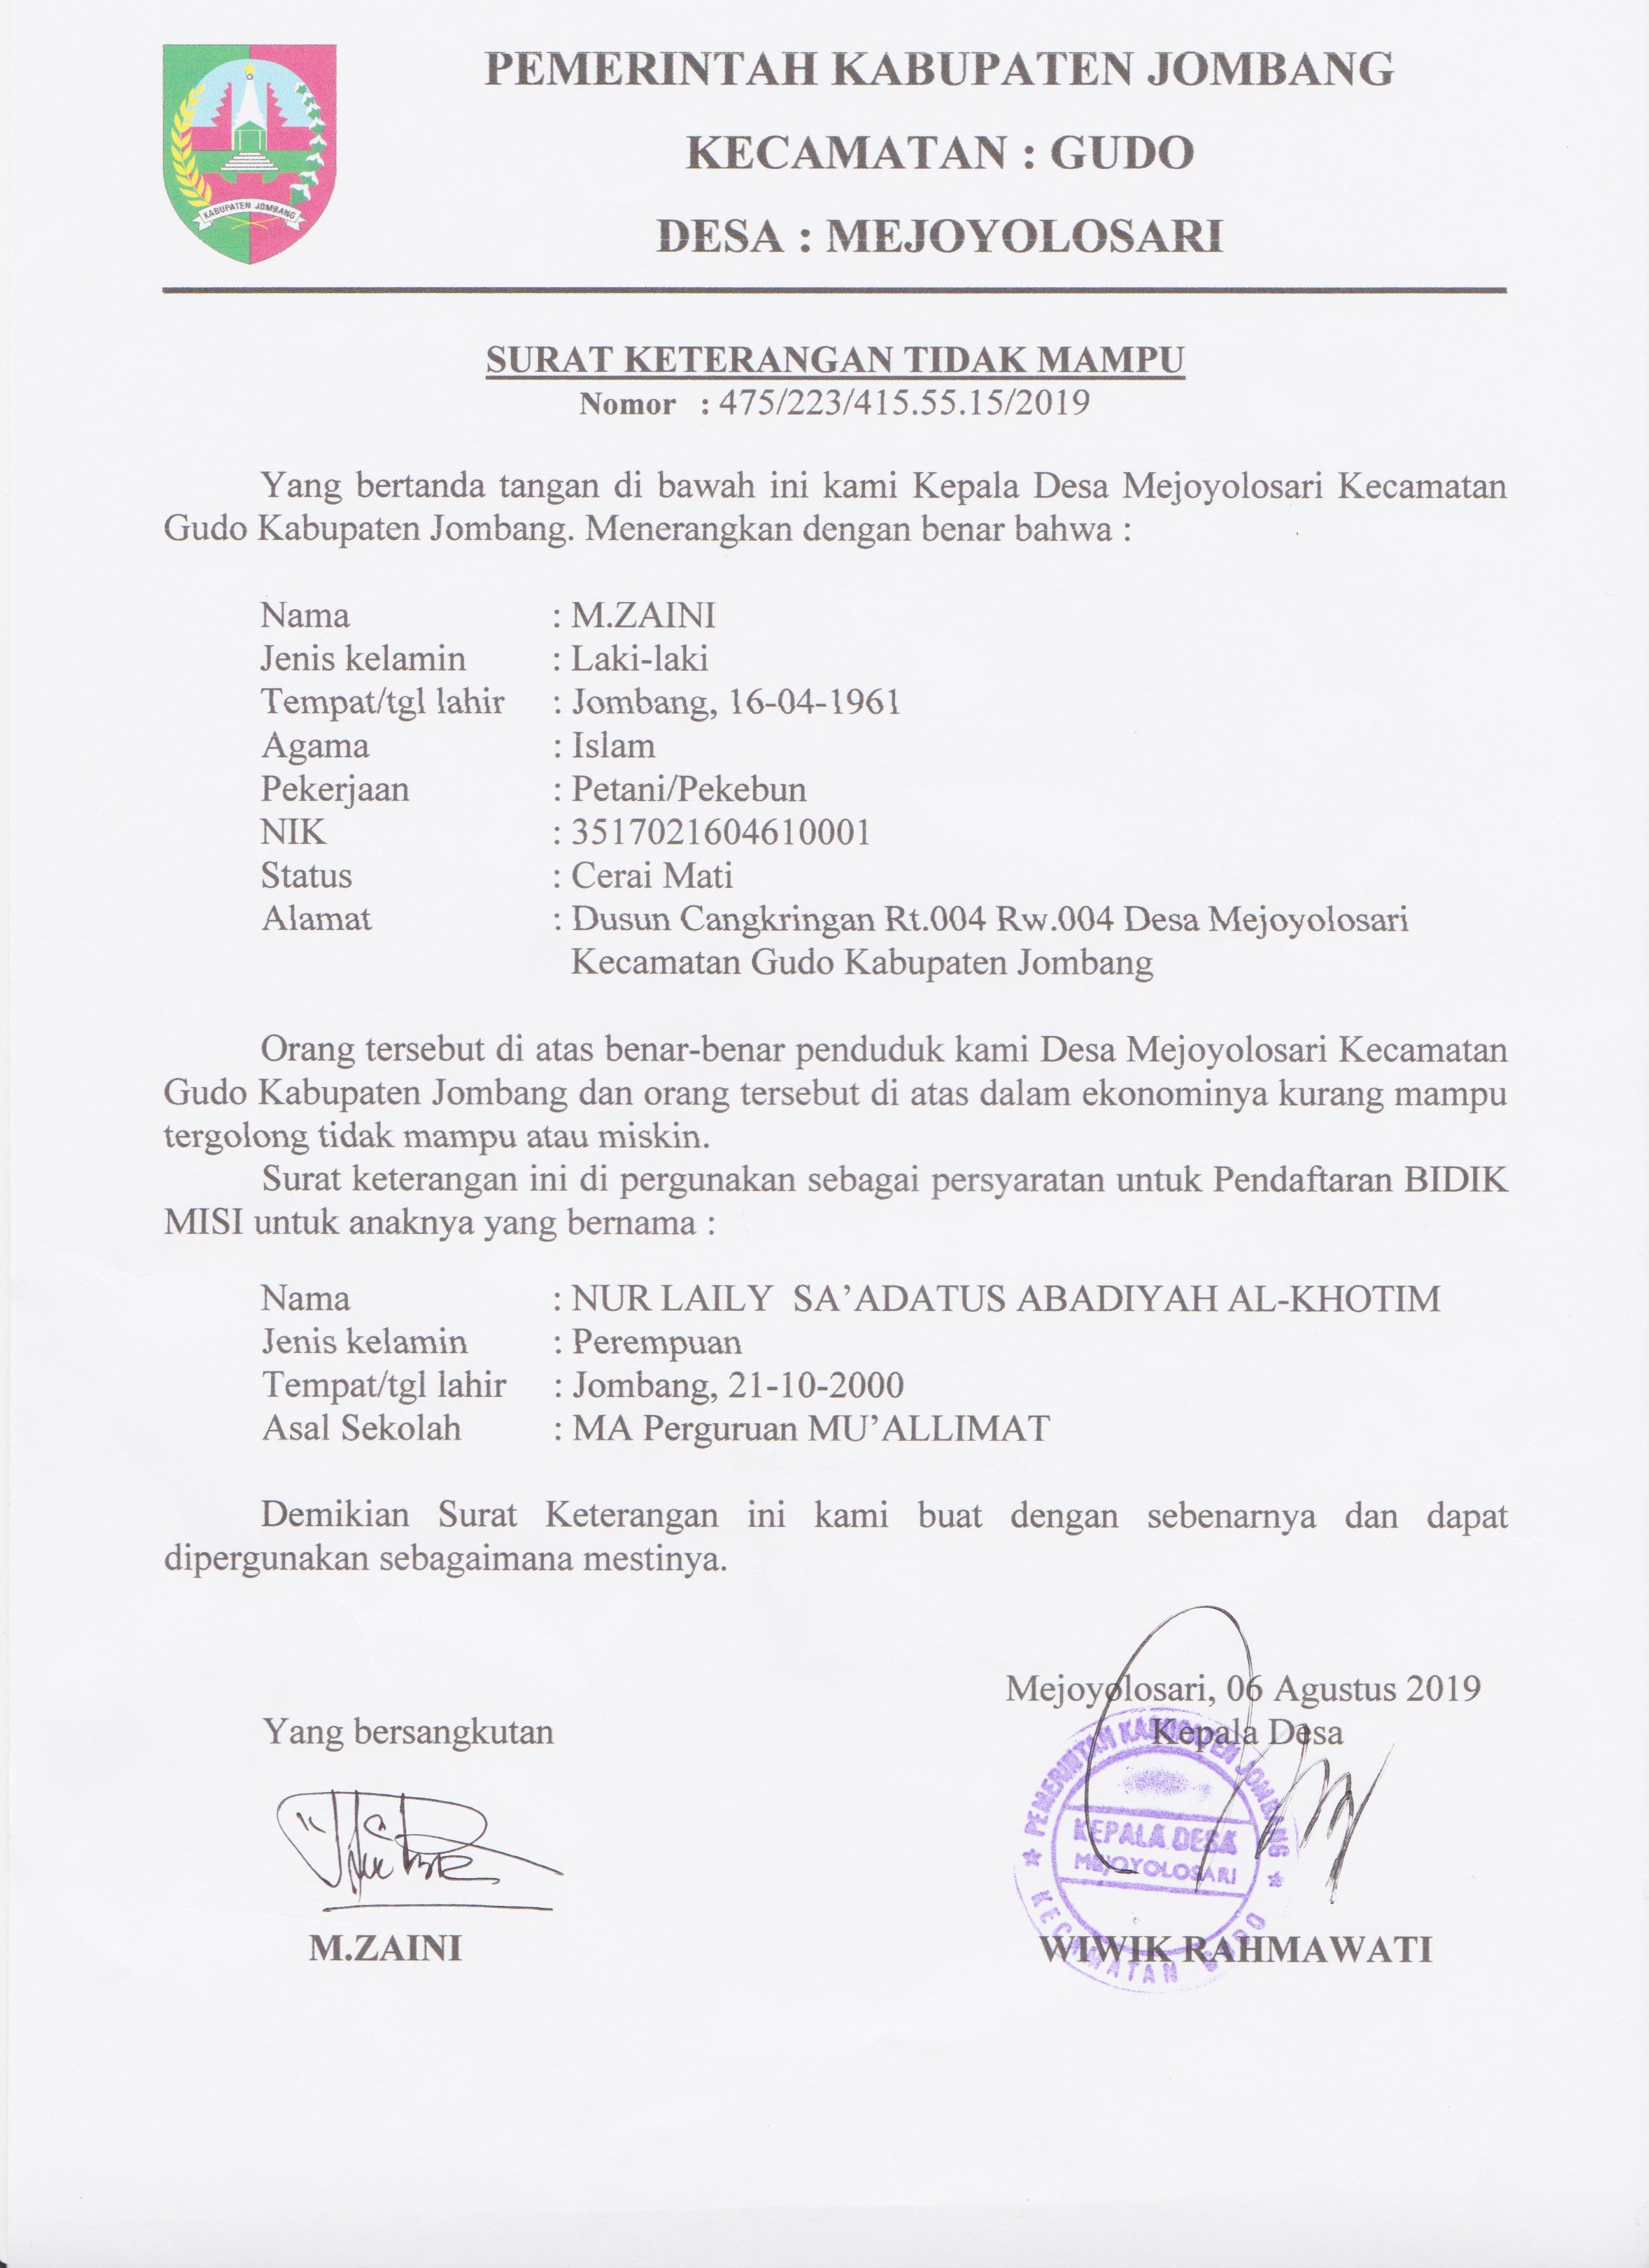 KABUPATEN JOMBANG
PEMERINTAH KABUPATEN JOMBANG
KECAMATAN : GUDO
DESA : MEJOYOLOSARI
SURAT KETERANGAN TIDAK MAMPU
Nomor : 475/223/415.55.15/2019
Yang bertanda tangan di bawah ini kami Kepala Desa Mejoyolosari Kecamatan
Gudo Kabupaten Jombang. Menerangkan dengan benar bahwa :
Nama : M.ZAINI
Jenis kelamin : Laki-laki
Tempat/tgl lahir : Jombang, 16-04-1961
Agama : Islam
Pekerjaan : Petani/Pekebun
NIK : 3517021604610001
Status : Cerai Mati
Alamat : Dusun Cangkringan Rt.004 Rw.004 Desa Mejoyolosari
Kecamatan Gudo Kabupaten Jombang
Orang tersebut di atas benar-benar penduduk kami Desa Mejoyolosari Kecamatan
Gudo Kabupaten Jombang dan orang tersebut di atas dalam ekonominya kurang mampu
tergolong tidak mampu atau miskin.
Surat keterangan ini di pergunakan sebagai persyaratan untuk Pendaftaran BIDIK
MISI untuk anaknya yang bernama :
Nama : NUR LAILY SA’ADATUS ABADIYAH AL-KHOTIM
Jenis kelamin : Perempuan
Tempat/tgl lahir : Jombang, 21-10-2000
Asal Sekolah : MA Perguruan MU’ALLIMAT
Demikian Surat Keterangan ini kami buat dengan sebenarnya dan dapat
dipergunakan sebagaimana mestinya.
Mejoyolosari, 06 Agustus 2019
Yang bersangkutan
Kepala Desa
PEMERINTAH KABUPATEN JOMBANG
KEPALA DESA
MEJOYOLOSARI
KECAMATAN GUDO
M.ZAINI
WIWIK RAHMAWATI